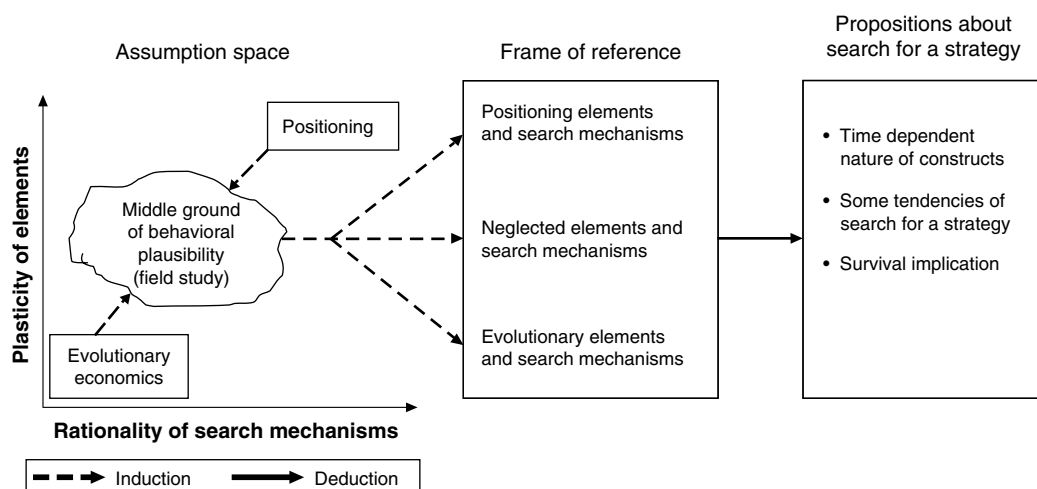 Assumption space
Plasticity of elements
Positioning
Middle ground
of behavioral
plausibility
(field study)
Evolutionary
economics
Rationality of search mechanisms
Induction
Deduction
Frame of reference
Positioning elements
and search mechanisms
Neglected elements and
search mechanisms
Evolutionary elements
and search mechanisms
Propositions about
search for a strategy
• Time dependent
nature of constructs
• Some tendencies of
search for a strategy
• Survival implication